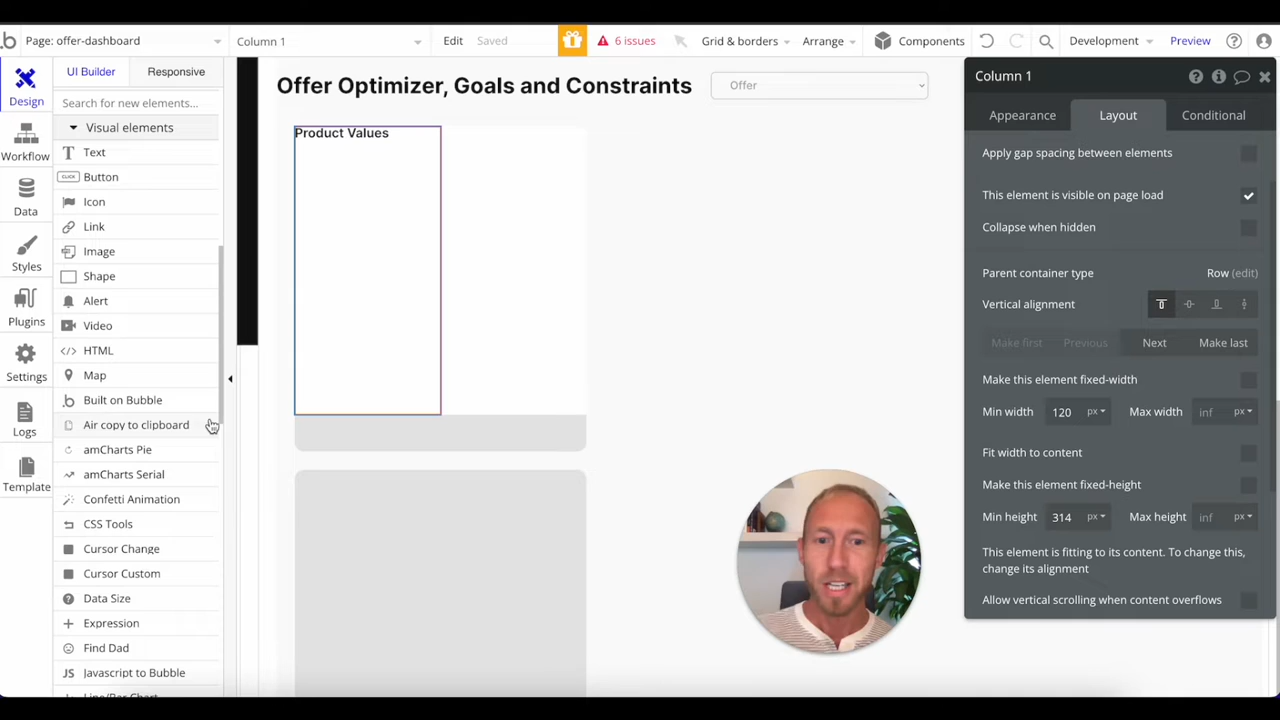 Page: offer-dashboard
Column 1
Edit
Saved
6 issues
Grid & borders
Arrange
Components
Development
Preview
Design
Workflow
Data
Styles
Plugins
Settings
Logs
Template
UI Builder
Responsive
Search for new elements...
Visual elements
Text
CLICK Button
Icon
Link
Image
Shape
Alert
Video
HTML
Map
Built on Bubble
Air copy to clipboard
amCharts Pie
amCharts Serial
Confetti Animation
CSS Tools
Cursor Change
Cursor Custom
Data Size
Expression
Find Dad
JS Javascript to Bubble
Line/Bar Chart
Offer Optimizer, Goals and Constraints
Offer
Product Values
Column 1
Appearance
Layout
Conditional
Apply gap spacing between elements
This element is visible on page load
Collapse when hidden
Parent container type Row (edit)
Vertical alignment
Make first Previous Next Make last
Make this element fixed-width
Min width 120 px Max width inf px
Fit width to content
Make this element fixed-height
Min height 314 px Max height inf px
This element is fitting to its content. To change this,
change its alignment
Allow vertical scrolling when content overflows